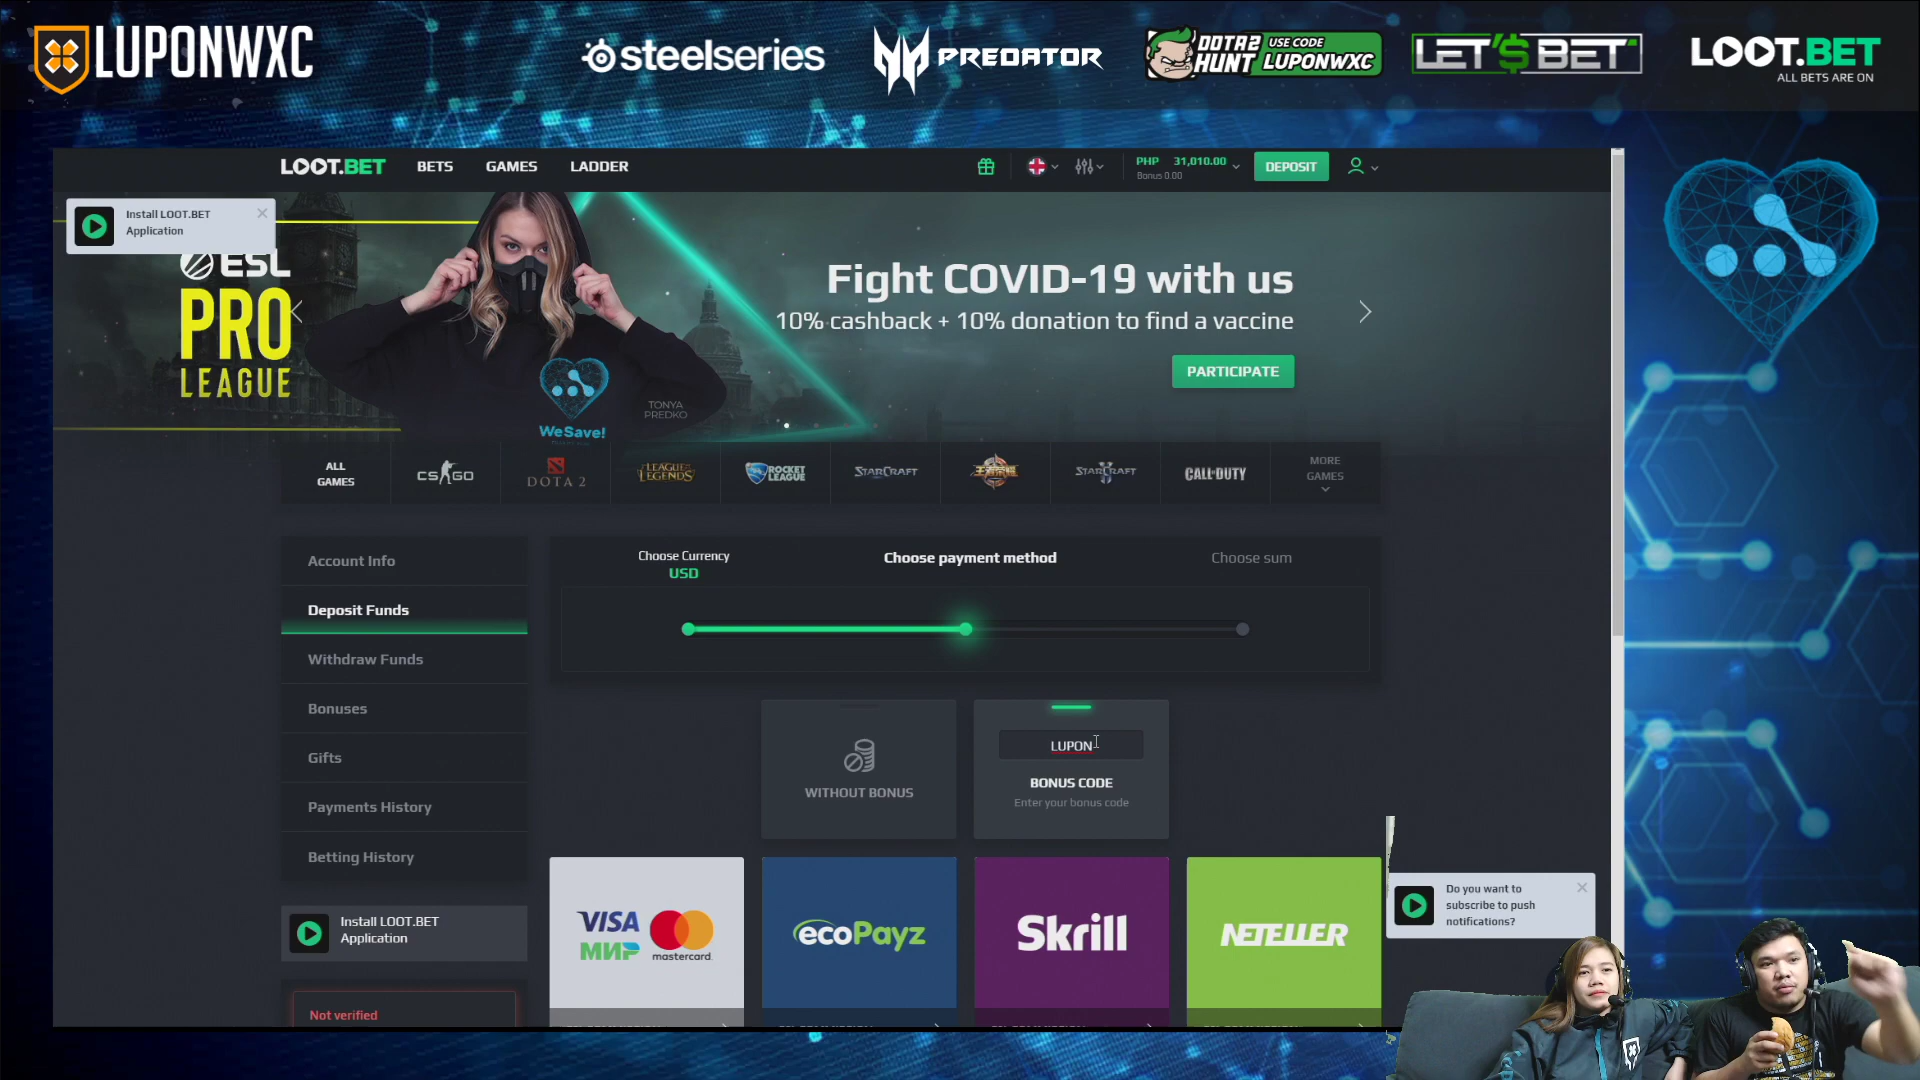 LUPONWXC
steelseries
PREDATOR
DOTA2 HUNT USE CODE LUPONWXC
LET'$ BET
LOOT.BET
ALL BETS ARE ON
LOOT.BET BETS GAMES LADDER
PHP 31,010.00
Bonus 0.00
DEPOSIT
Install LOOT.BET
Application
ESL
PRO
LEAGUE
Fight COVID-19 with us
10% cashback + 10% donation to find a vaccine
PARTICIPATE
TONYA
PREDKO
WeSave!
ALL
GAMES
CS GO
DOTA 2
LEAGUE OF LEGENDS
ROCKET
LEAGUE
STARCRAFT
王者荣耀
STARCRAFT II
CALL OF DUTY
MORE
GAMES
Account Info
Deposit Funds
Withdraw Funds
Bonuses
Gifts
Payments History
Betting History
Choose Currency
USD
Choose payment method
Choose sum
WITHOUT BONUS
LUPON
BONUS CODE
Enter your bonus code
Install LOOT.BET
Application
Not verified
VISA
МИР
mastercard.
ecoPayz
Skrill
NETELLER
Do you want to
subscribe to push
notifications?